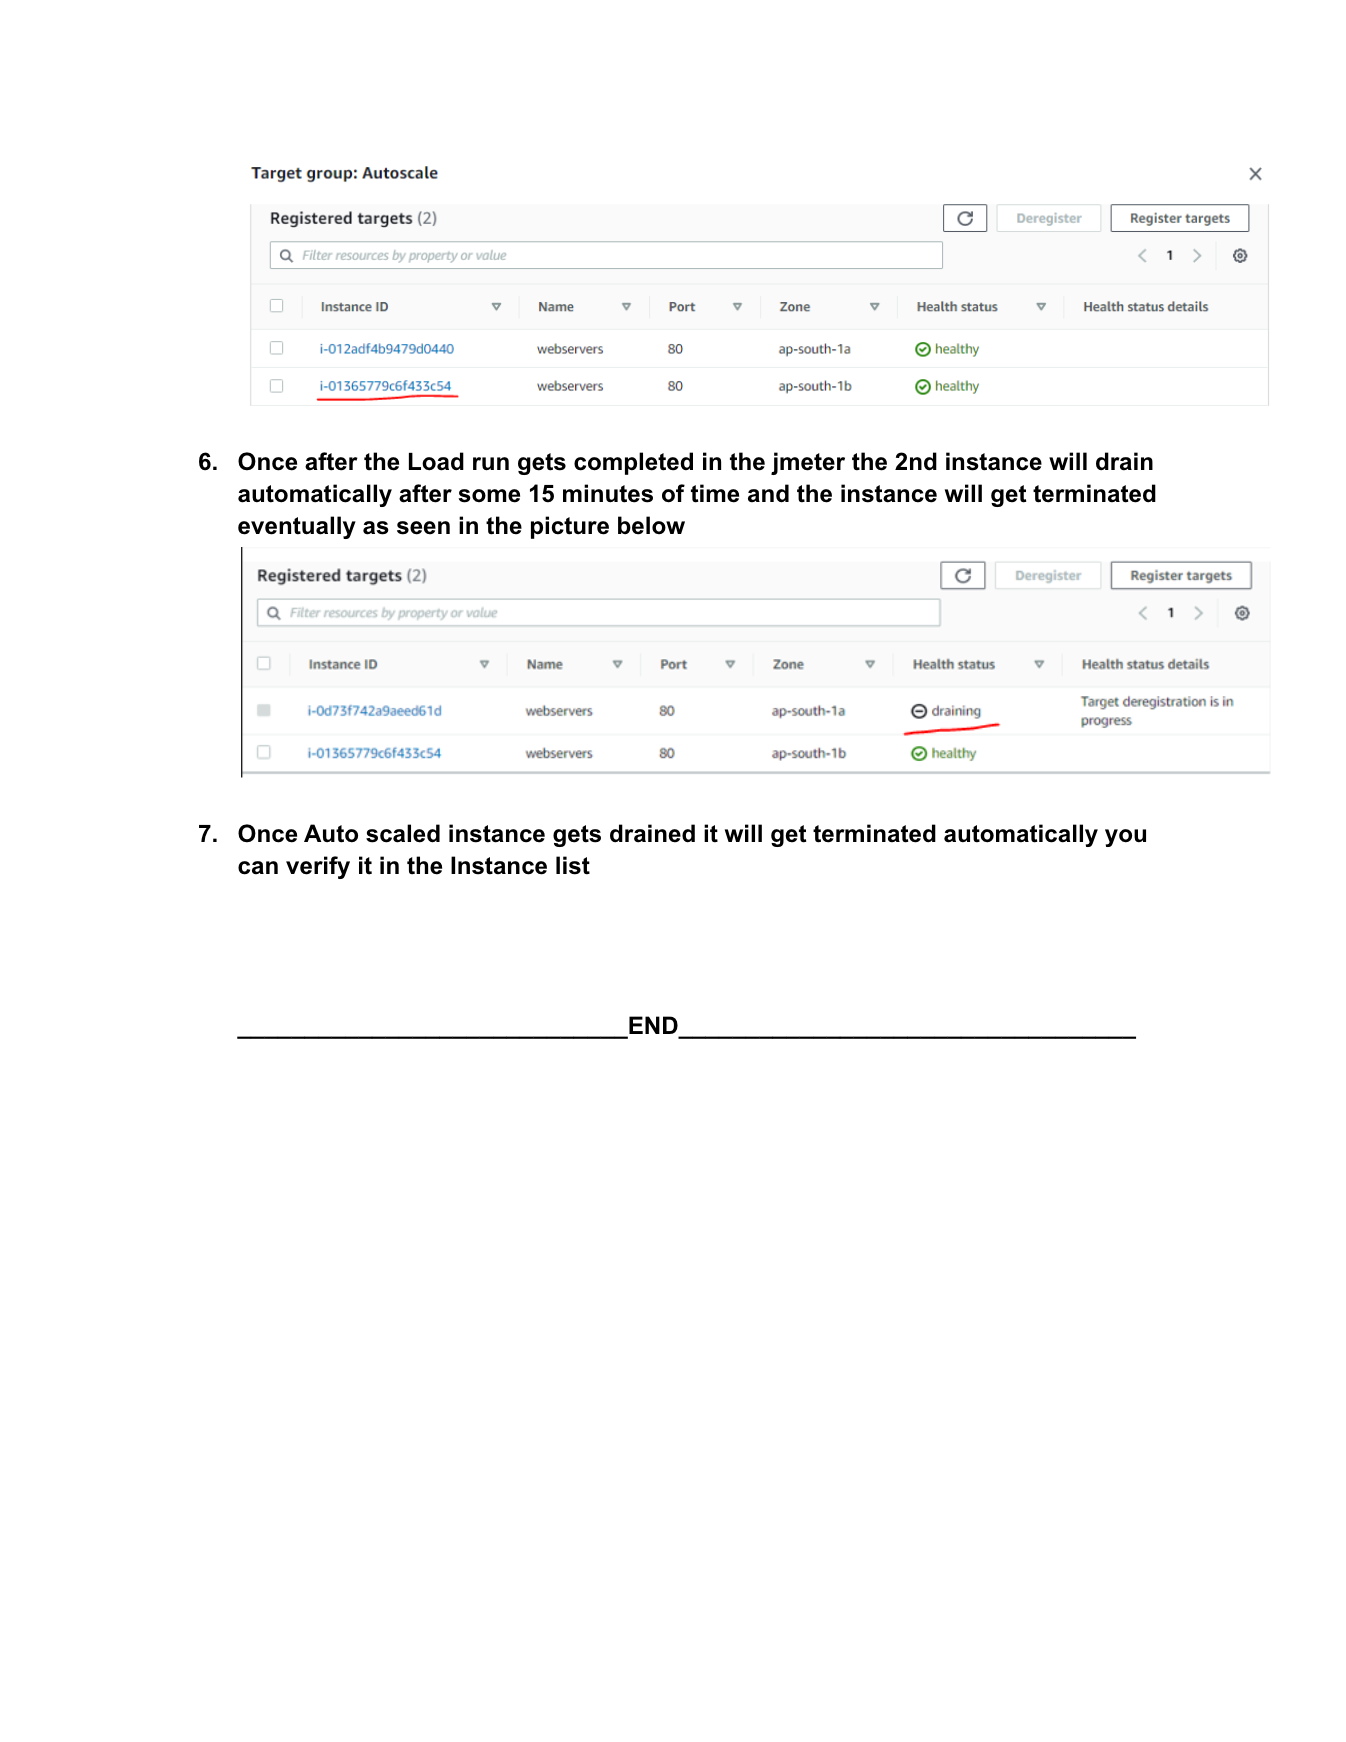 Target group: Autoscale
Registered targets (2)
Deregister
Register targets
Filter resources by property or value
1
Instance ID Name Port Zone Health status Health status details
i-012adf4b9479d0440 webservers 80 ap-south-1a healthy
i-01365779c6f433c54 webservers 80 ap-south-1b healthy
6. Once after the Load run gets completed in the jmeter the 2nd instance will drain
automatically after some 15 minutes of time and the instance will get terminated
eventually as seen in the picture below
Registered targets (2)
Deregister
Register targets
Filter resources by property or value
1
Instance ID Name Port Zone Health status Health status details
i-0d73f742a9aeed61d webservers 80 ap-south-1a draining Target deregistration is in
progress
i-01365779c6f433c54 webservers 80 ap-south-1b healthy
7. Once Auto scaled instance gets drained it will get terminated automatically you
can verify it in the Instance list
END